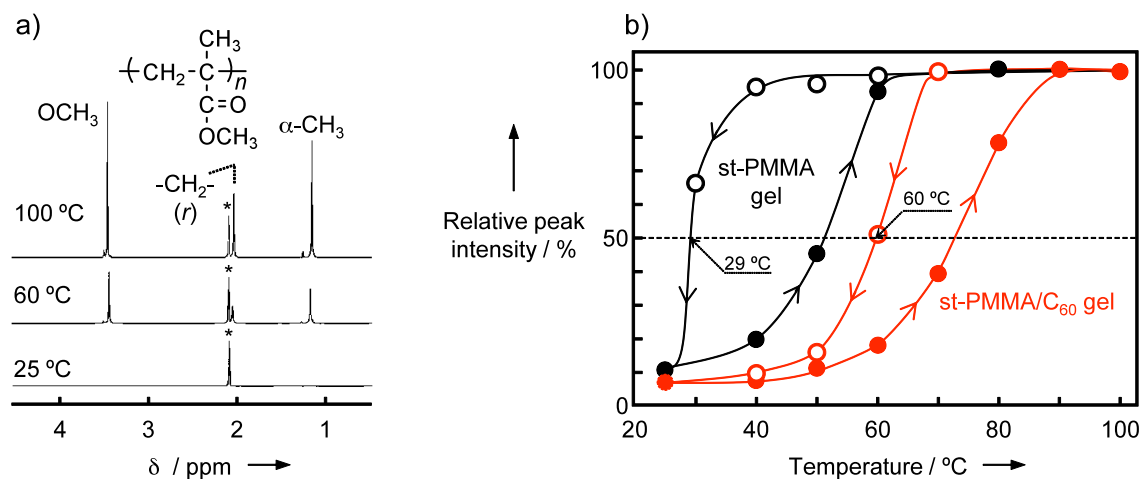 a)
CH3
CH2-C
n
C=O
OCH3
OCH3
α-CH3
-CH2-
(r)
*
100 ºC
*
60 ºC
*
25 ºC
4 3 2 1
δ / ppm
b)
Relative peak
intensity / %
100
50
0
st-PMMA
gel
60 ºC
29 ºC
st-PMMA/C60 gel
20 40 60 80 100
Temperature / ºC